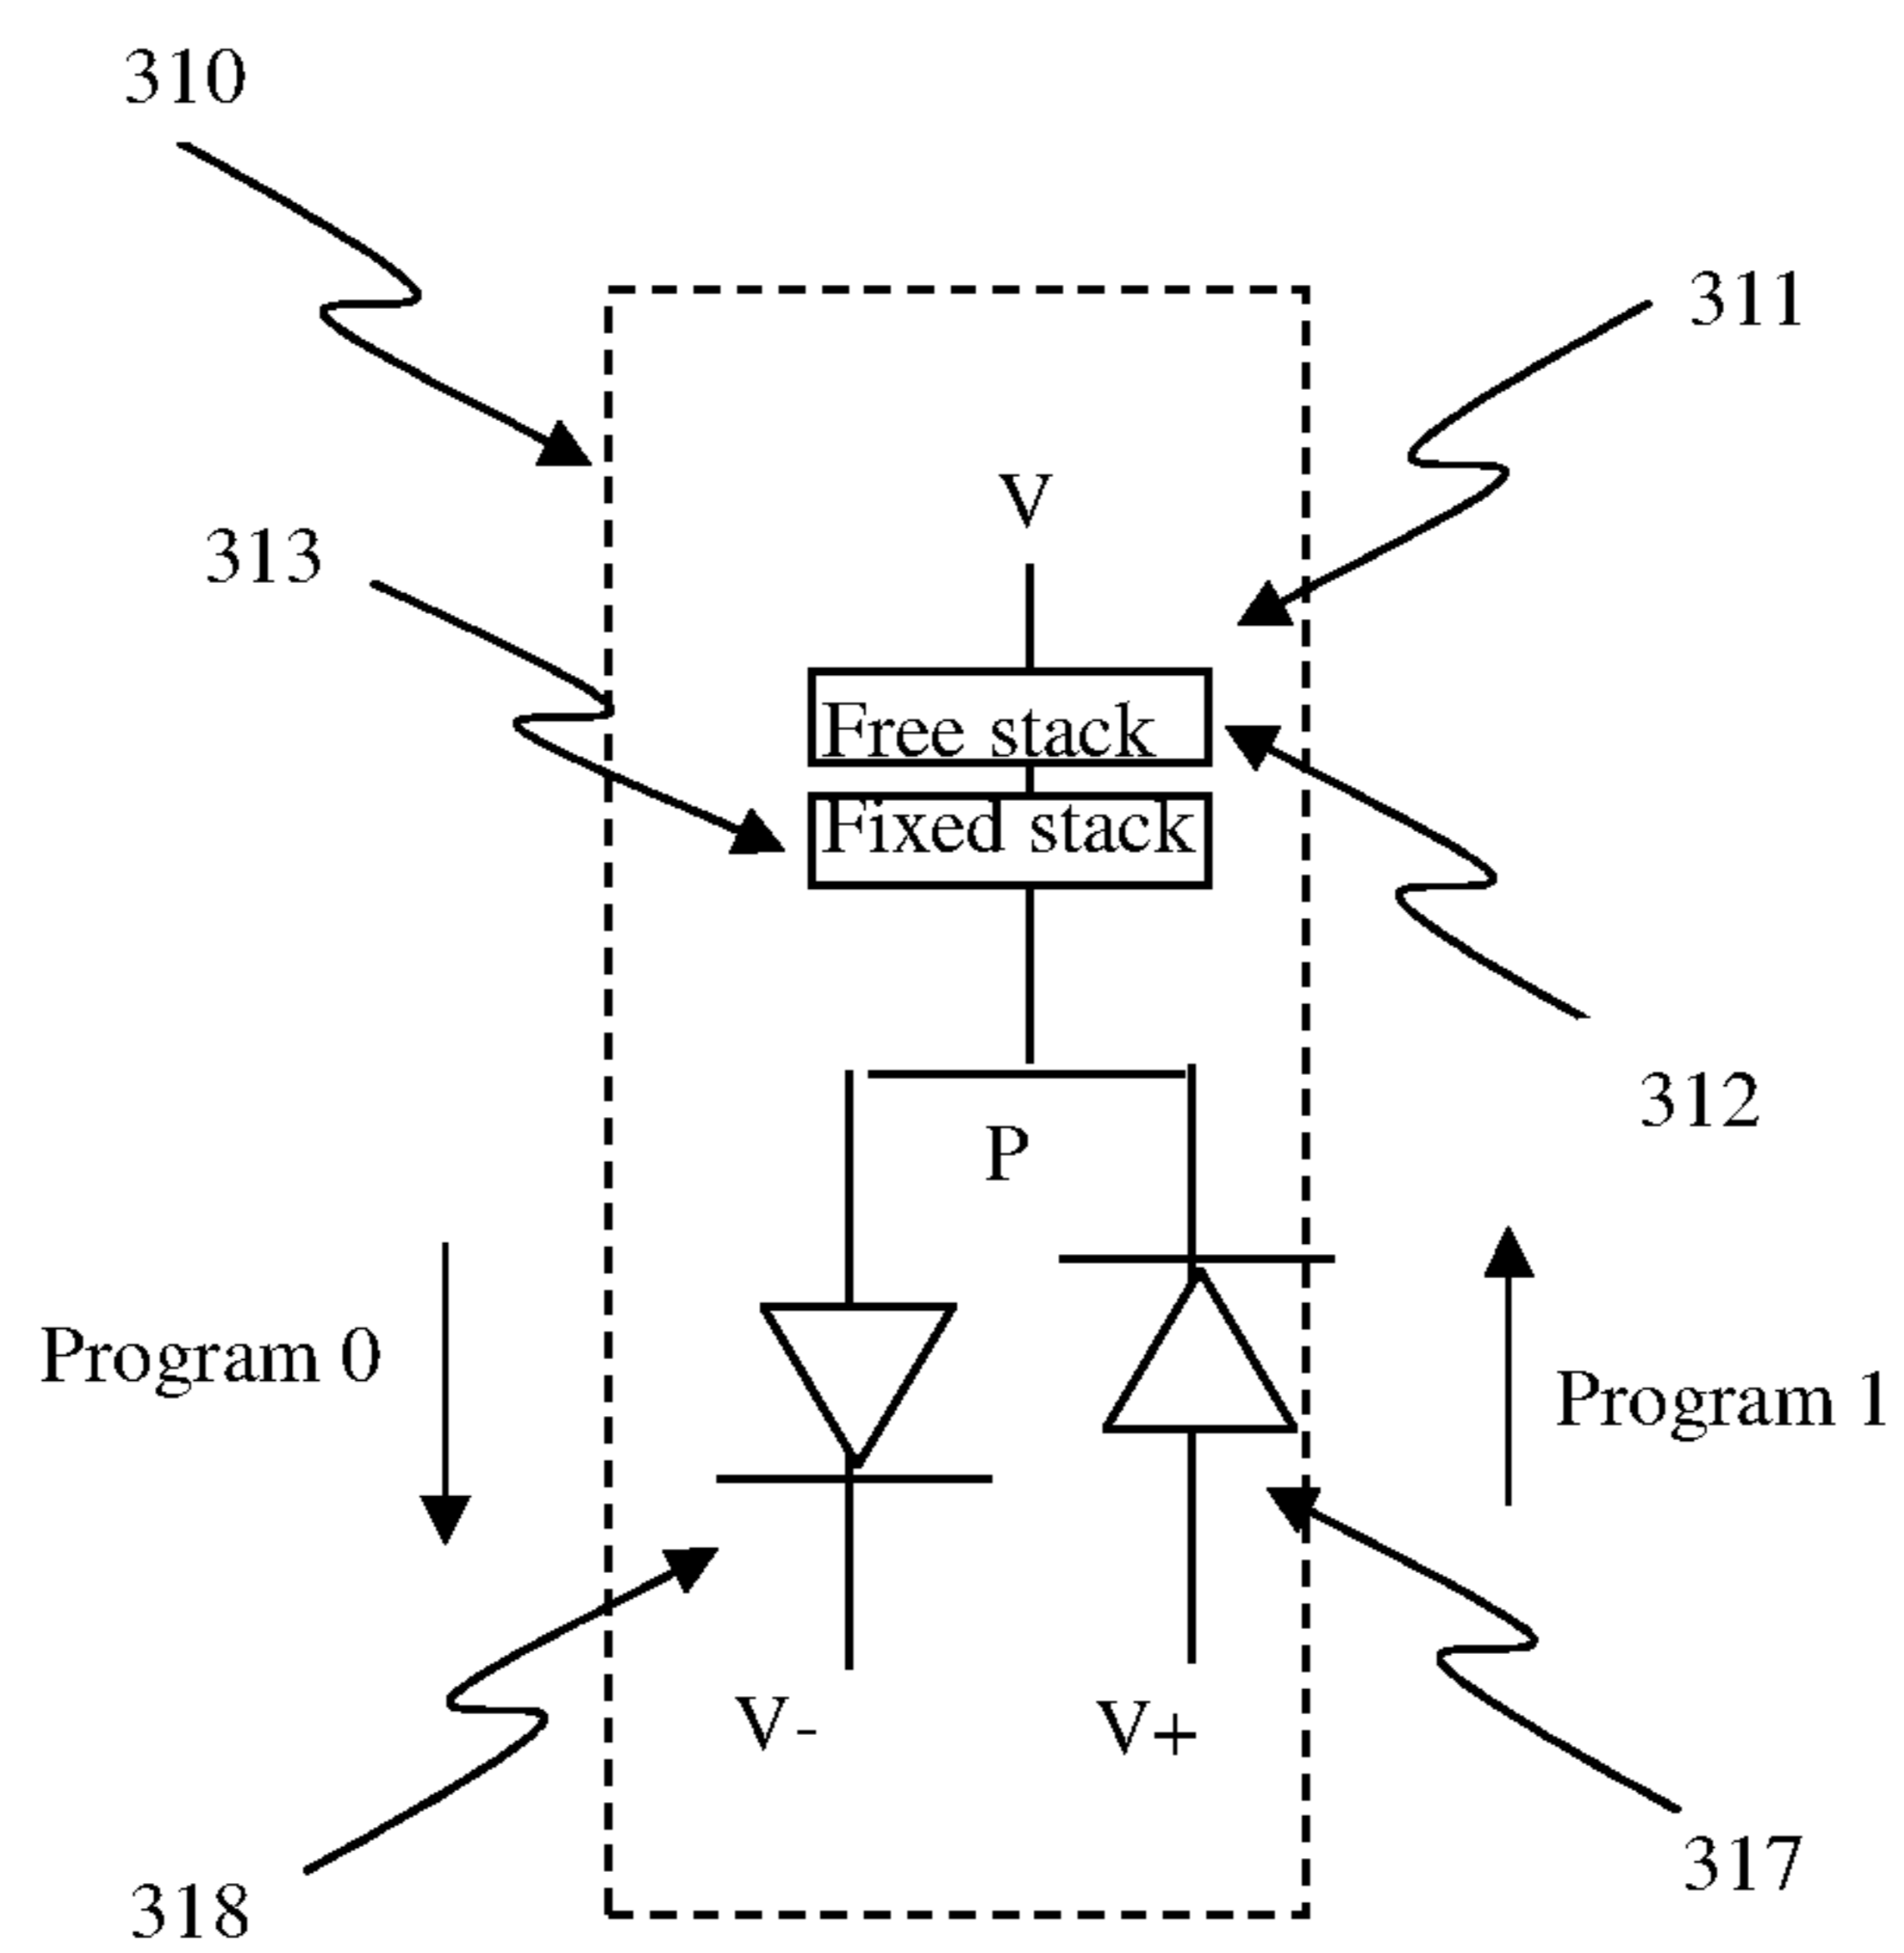 310
311
V
313
Free stack
Fixed stack
312
P
Program 0
Program 1
V-
V+
317
318